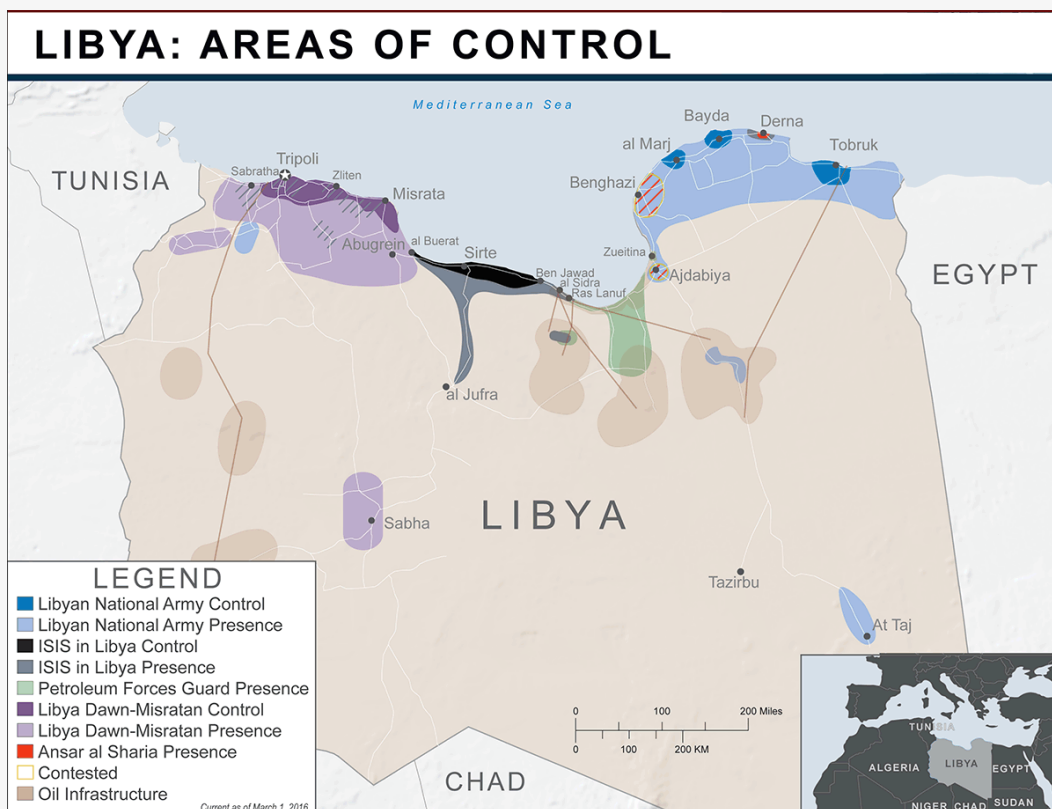 LIBYA: AREAS OF CONTROL
Mediterranean Sea
TUNISIA
Sabratha
Tripoli
Zliten
Misrata
Abugrein
al Buerat
Sirte
Ben Jawad
al Sidra
Ras Lanuf
Benghazi
al Marj
Bayda
Derna
Tobruk
Zueitina
Ajdabiya
EGYPT
al Jufra
LIBYA
Sabha
Tazirbu
At Taj
CHAD
0 100 200 Miles
0 100 200 KM
LEGEND
Libyan National Army Control
Libyan National Army Presence
ISIS in Libya Control
ISIS in Libya Presence
Petroleum Forces Guard Presence
Libya Dawn-Misratan Control
Libya Dawn-Misratan Presence
Ansar al Sharia Presence
Contested
Oil Infrastructure
Current as of March 1, 2016
TUNISIA
ALGERIA
LIBYA
EGYPT
NIGER
CHAD
SUDAN